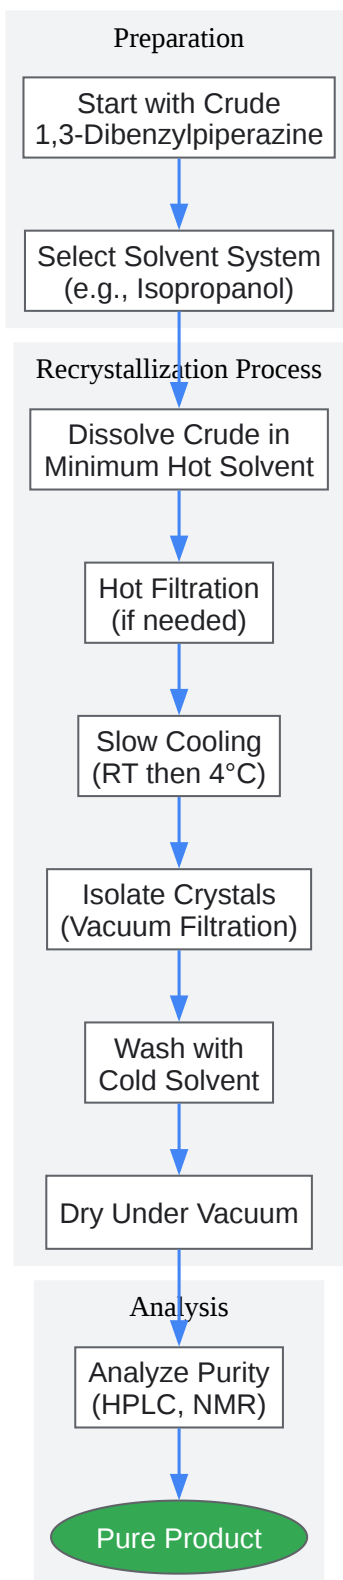 Preparation
Start with Crude
1,3-Dibenzylpiperazine
Select Solvent System
(e.g., Isopropanol)
Recrystallization Process
Dissolve Crude in
Minimum Hot Solvent
Hot Filtration
(if needed)
Slow Cooling
(RT then 4°C)
Isolate Crystals
(Vacuum Filtration)
Wash with
Cold Solvent
Dry Under Vacuum
Analysis
Analyze Purity
(HPLC, NMR)
Pure Product